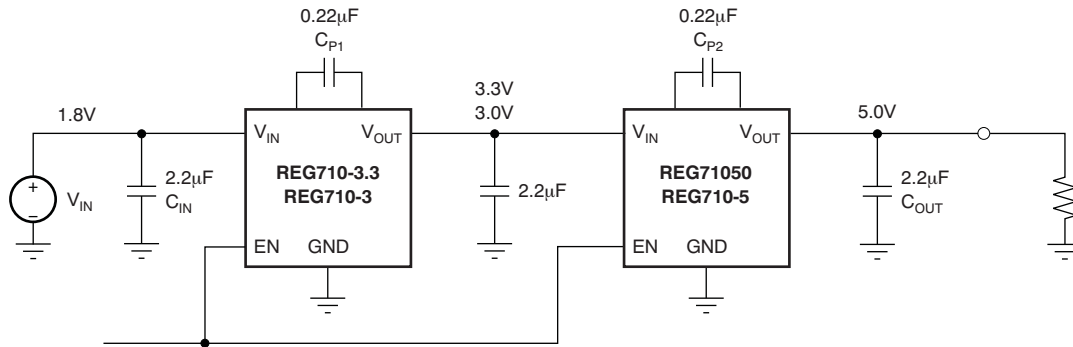 0.22μF
C_P1
0.22μF
C_P2
3.3V
3.0V
1.8V
5.0V
V_IN
V_OUT
V_IN
V_OUT
REG710-3.3
REG710-3
REG71050
REG710-5
+
−
V_IN
2.2μF
C_IN
2.2μF
2.2μF
C_OUT
EN
GND
EN
GND